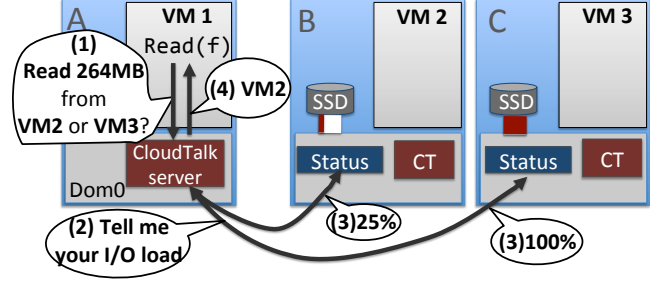 A
VM 1
Read(f)
(1)
Read 264MB
from
VM2 or VM3?
(4) VM2
CloudTalk
server
Dom0
(2) Tell me
your I/O load
B
VM 2
SSD
Status
CT
(3)25%
C
VM 3
SSD
Status
CT
(3)100%